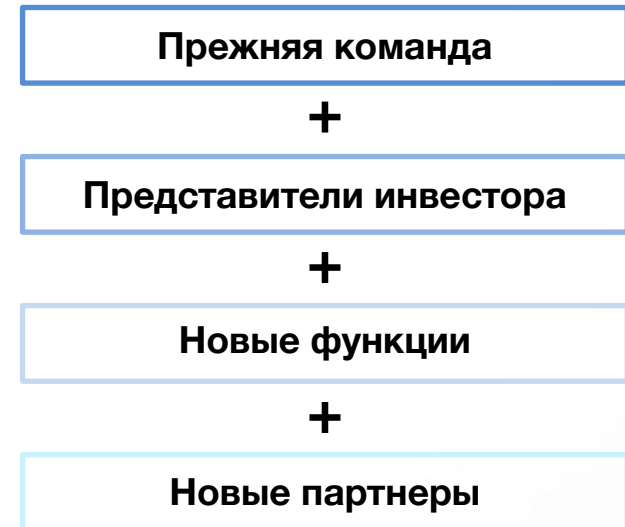 Прежняя команда
+
Представители инвестора
+
Новые функции
+
Новые партнеры